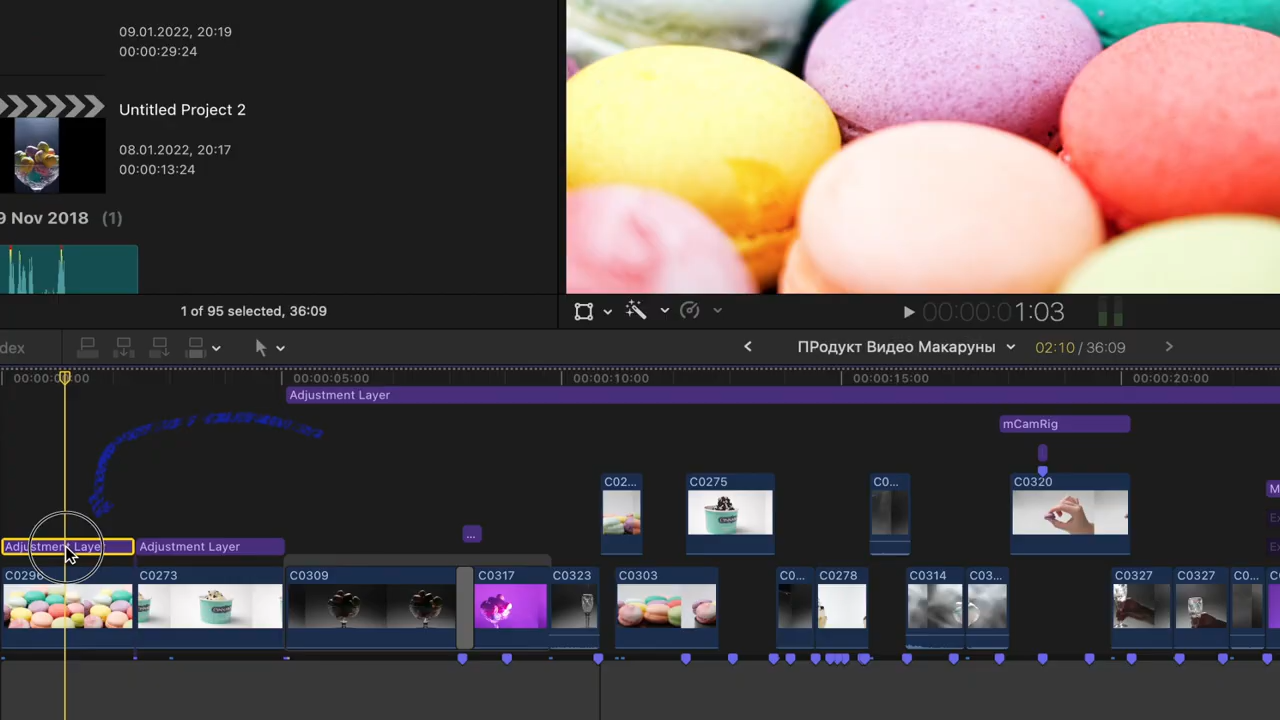 09.01.2022, 20:19
00:00:29:24
Untitled Project 2
08.01.2022, 20:17
00:00:13:24
9 Nov 2018 (1)
1 of 95 selected, 36:09
00:00:01:03
dex
ПРодукт Видео Макаруны
02:10 / 36:09
00:00:05:00
00:00:10:00
00:00:15:00
00:00:20:00
Adjustment Layer
mCamRig
C02...
C0275
C0...
C0320
Adjustment Laye
Adjustment Layer
...
C0296
C0273
C0309
C0317
C0323
C0303
C0...
C0278
C0314
C03...
C0327
C0327
C0...